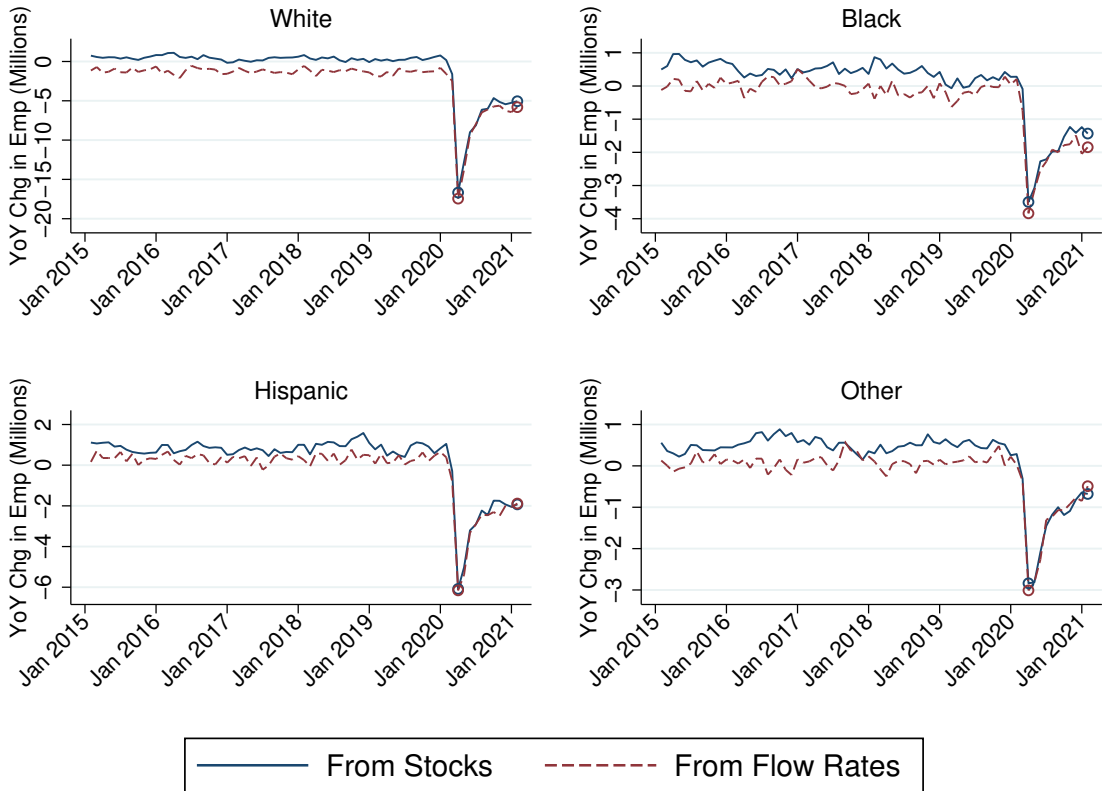 White
YoY Chg in Emp (Millions)
0
−5
−10
−15
−20
Jan 2015
Jan 2016
Jan 2017
Jan 2018
Jan 2019
Jan 2020
Jan 2021
Black
YoY Chg in Emp (Millions)
1
0
−1
−2
−3
−4
Jan 2015
Jan 2016
Jan 2017
Jan 2018
Jan 2019
Jan 2020
Jan 2021
Hispanic
YoY Chg in Emp (Millions)
2
0
−2
−4
−6
Jan 2015
Jan 2016
Jan 2017
Jan 2018
Jan 2019
Jan 2020
Jan 2021
Other
YoY Chg in Emp (Millions)
1
0
−1
−2
−3
Jan 2015
Jan 2016
Jan 2017
Jan 2018
Jan 2019
Jan 2020
Jan 2021
From Stocks
From Flow Rates